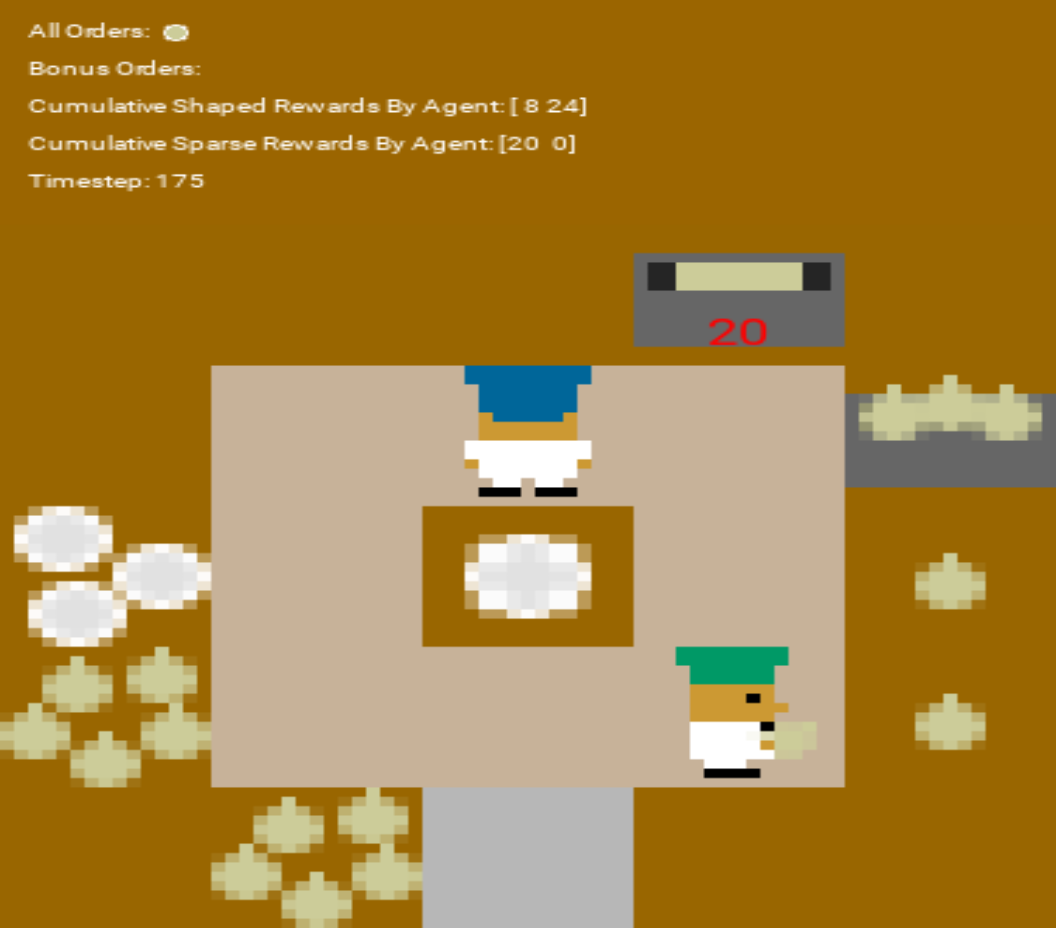 All Orders:
Bonus Orders:
Cumulative Shaped Rewards By Agent: [ 8 24]
Cumulative Sparse Rewards By Agent: [20  0]
Timestep: 175
20